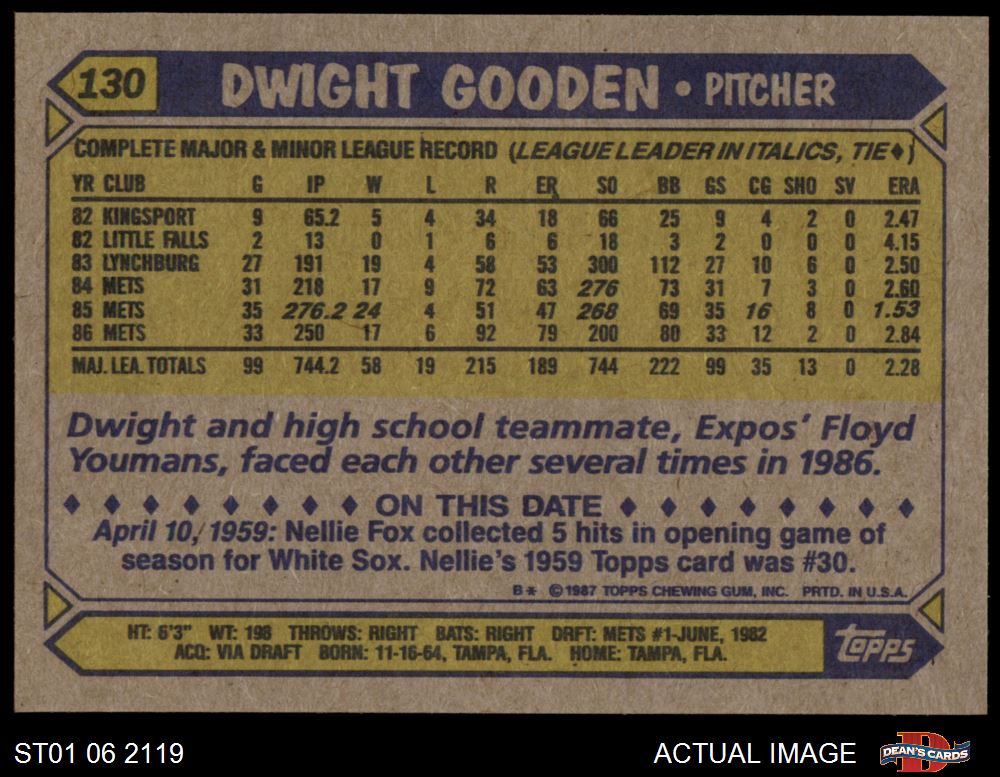 130 DWIGHT GOODEN • PITCHER
COMPLETE MAJOR & MINOR LEAGUE RECORD (LEAGUE LEADER IN ITALICS, TIE♦)
YR CLUB G IP W L R ER SO BB GS CG SHO SV ERA
82 KINGSPORT 9 65.2 5 4 34 18 66 25 9 4 2 0 2.47
82 LITTLE FALLS 2 13 0 1 6 6 18 3 2 0 0 0 4.15
83 LYNCHBURG 27 191 19 4 58 53 300 112 27 10 6 0 2.50
84 METS 31 218 17 9 72 63 276 73 31 7 3 0 2.60
85 METS 35 276.2 24 4 51 47 268 69 35 16 8 0 1.53
86 METS 33 250 17 6 92 79 200 80 33 12 2 0 2.84
MAJ. LEA. TOTALS 99 744.2 58 19 215 189 744 222 99 35 13 0 2.28
Dwight and high school teammate, Expos' Floyd
Youmans, faced each other several times in 1986.
♦ ♦ ♦ ♦ ♦ ♦ ♦ ♦ ON THIS DATE ♦ ♦ ♦ ♦ ♦ ♦ ♦ ♦
April 10, 1959: Nellie Fox collected 5 hits in opening game of
season for White Sox. Nellie's 1959 Topps card was #30.
B* ©1987 TOPPS CHEWING GUM, INC. PRTD. IN U.S.A.
HT: 6'3" WT: 198 THROWS: RIGHT BATS: RIGHT DRFT: METS #1-JUNE, 1982
ACQ: VIA DRAFT BORN: 11-16-64, TAMPA, FLA. HOME: TAMPA, FLA.
Topps
ST01 06 2119
ACTUAL IMAGE
DEAN'S CARDS